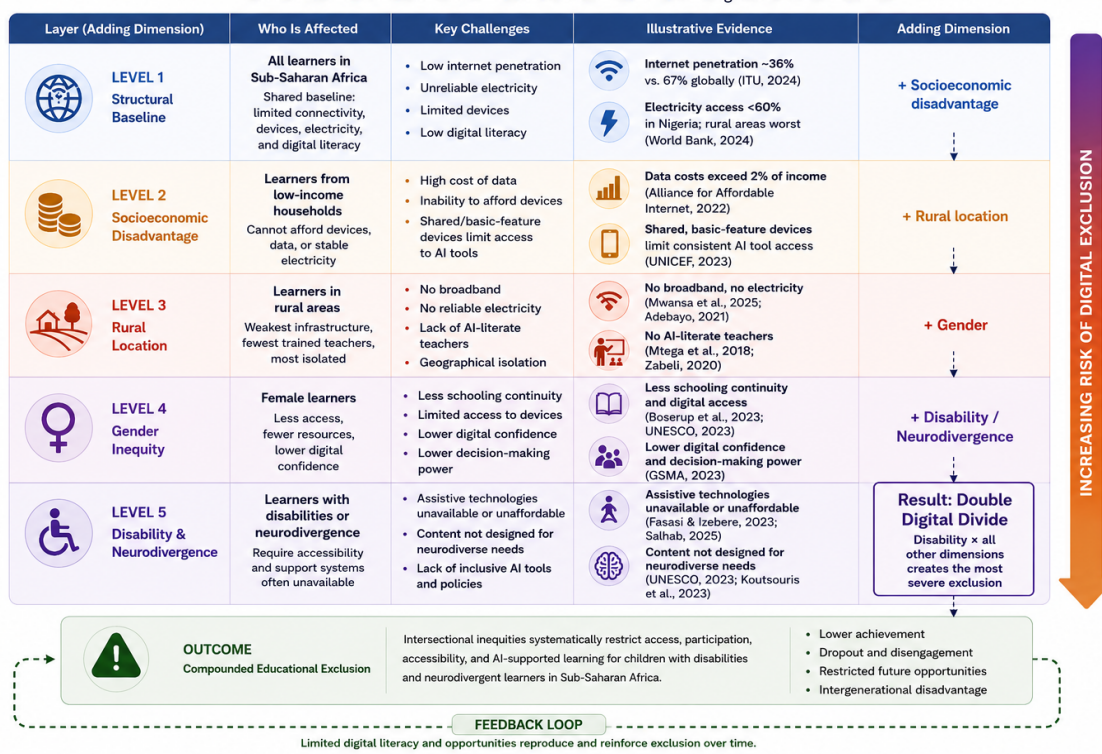 Layer (Adding Dimension)
Who Is Affected
Key Challenges
Illustrative Evidence
Adding Dimension
LEVEL 1
Structural
Baseline
All learners in
Sub-Saharan Africa
Shared baseline:
limited connectivity,
devices, electricity,
and digital literacy
• Low internet penetration
• Unreliable electricity
• Limited devices
• Low digital literacy
Internet penetration ~36%
vs. 67% globally (ITU, 2024)
Electricity access <60%
in Nigeria; rural areas worst
(World Bank, 2024)
+ Socioeconomic
disadvantage
LEVEL 2
Socioeconomic
Disadvantage
Learners from
low-income
households
Cannot afford devices,
data, or stable
electricity
• High cost of data
• Inability to afford devices
• Shared/basic-feature
devices limit access
to AI tools
Data costs exceed 2% of income
(Alliance for Affordable
Internet, 2022)
Shared, basic-feature devices
limit consistent AI tool access
(UNICEF, 2023)
+ Rural location
LEVEL 3
Rural
Location
Learners in
rural areas
Weakest infrastructure,
fewest trained teachers,
most isolated
• No broadband
• No reliable electricity
• Lack of AI-literate
teachers
• Geographical isolation
No broadband, no electricity
(Mwansa et al., 2025;
Adebayo, 2021)
No AI-literate teachers
(Mtega et al., 2018;
Zabeli, 2020)
+ Gender
LEVEL 4
Gender
Inequity
Female learners
Less access,
fewer resources,
lower digital
confidence
• Less schooling continuity
• Limited access to devices
• Lower digital confidence
• Lower decision-making
power
Less schooling continuity
and digital access
(Boserup et al., 2023;
UNESCO, 2023)
Lower digital confidence
and decision-making power
(GSMA, 2023)
+ Disability /
Neurodivergence
LEVEL 5
Disability &
Neurodivergence
Learners with
disabilities or
neurodivergence
Require accessibility
and support systems
often unavailable
• Assistive technologies
unavailable or unaffordable
• Content not designed for
neurodiverse needs
• Lack of inclusive AI tools
and policies
Assistive technologies
unavailable or unaffordable
(Fasasi & Izebere, 2023;
Salhab, 2025)
Content not designed for
neurodiverse needs
(UNESCO, 2023; Koutsouris
et al., 2023)
Result: Double
Digital Divide
Disability × all
other dimensions
creates the most
severe exclusion
INCREASING RISK OF DIGITAL EXCLUSION
OUTCOME
Compounded Educational Exclusion
Intersectional inequities systematically restrict access, participation,
accessibility, and AI-supported learning for children with disabilities
and neurodivergent learners in Sub-Saharan Africa.
• Lower achievement
• Dropout and disengagement
• Restricted future opportunities
• Intergenerational disadvantage
FEEDBACK LOOP
Limited digital literacy and opportunities reproduce and reinforce exclusion over time.